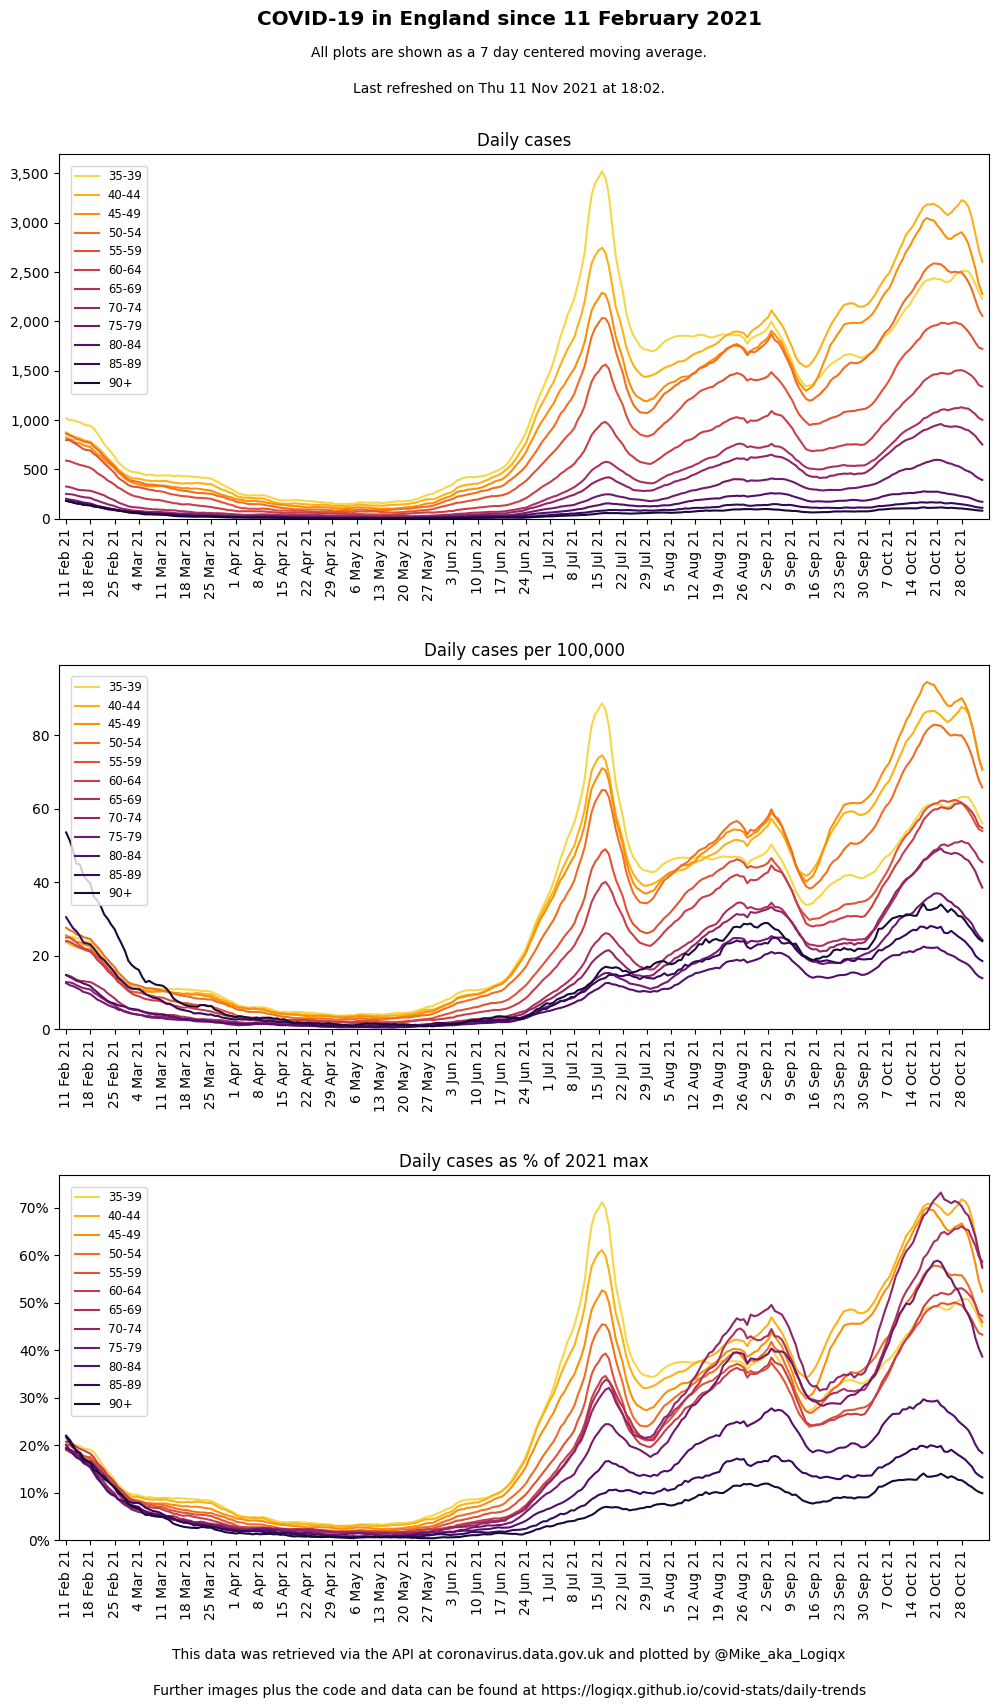 COVID-19 in England since 11 February 2021
All plots are shown as a 7 day centered moving average.
Last refreshed on Thu 11 Nov 2021 at 18:02.
Daily cases
3,500
3,000
2,500
2,000
1,500
1,000
500
0
35-39
40-44
45-49
50-54
55-59
60-64
65-69
70-74
75-79
80-84
85-89
90+
11 Feb 21
18 Feb 21
25 Feb 21
4 Mar 21
11 Mar 21
18 Mar 21
25 Mar 21
1 Apr 21
8 Apr 21
15 Apr 21
22 Apr 21
29 Apr 21
6 May 21
13 May 21
20 May 21
27 May 21
3 Jun 21
10 Jun 21
17 Jun 21
24 Jun 21
1 Jul 21
8 Jul 21
15 Jul 21
22 Jul 21
29 Jul 21
5 Aug 21
12 Aug 21
19 Aug 21
26 Aug 21
2 Sep 21
9 Sep 21
16 Sep 21
23 Sep 21
30 Sep 21
7 Oct 21
14 Oct 21
21 Oct 21
28 Oct 21
Daily cases per 100,000
80
60
40
20
0
35-39
40-44
45-49
50-54
55-59
60-64
65-69
70-74
75-79
80-84
85-89
90+
11 Feb 21
18 Feb 21
25 Feb 21
4 Mar 21
11 Mar 21
18 Mar 21
25 Mar 21
1 Apr 21
8 Apr 21
15 Apr 21
22 Apr 21
29 Apr 21
6 May 21
13 May 21
20 May 21
27 May 21
3 Jun 21
10 Jun 21
17 Jun 21
24 Jun 21
1 Jul 21
8 Jul 21
15 Jul 21
22 Jul 21
29 Jul 21
5 Aug 21
12 Aug 21
19 Aug 21
26 Aug 21
2 Sep 21
9 Sep 21
16 Sep 21
23 Sep 21
30 Sep 21
7 Oct 21
14 Oct 21
21 Oct 21
28 Oct 21
Daily cases as % of 2021 max
70%
60%
50%
40%
30%
20%
10%
0%
35-39
40-44
45-49
50-54
55-59
60-64
65-69
70-74
75-79
80-84
85-89
90+
11 Feb 21
18 Feb 21
25 Feb 21
4 Mar 21
11 Mar 21
18 Mar 21
25 Mar 21
1 Apr 21
8 Apr 21
15 Apr 21
22 Apr 21
29 Apr 21
6 May 21
13 May 21
20 May 21
27 May 21
3 Jun 21
10 Jun 21
17 Jun 21
24 Jun 21
1 Jul 21
8 Jul 21
15 Jul 21
22 Jul 21
29 Jul 21
5 Aug 21
12 Aug 21
19 Aug 21
26 Aug 21
2 Sep 21
9 Sep 21
16 Sep 21
23 Sep 21
30 Sep 21
7 Oct 21
14 Oct 21
21 Oct 21
28 Oct 21
This data was retrieved via the API at coronavirus.data.gov.uk and plotted by @Mike_aka_Logiqx
Further images plus the code and data can be found at https://logiqx.github.io/covid-stats/daily-trends